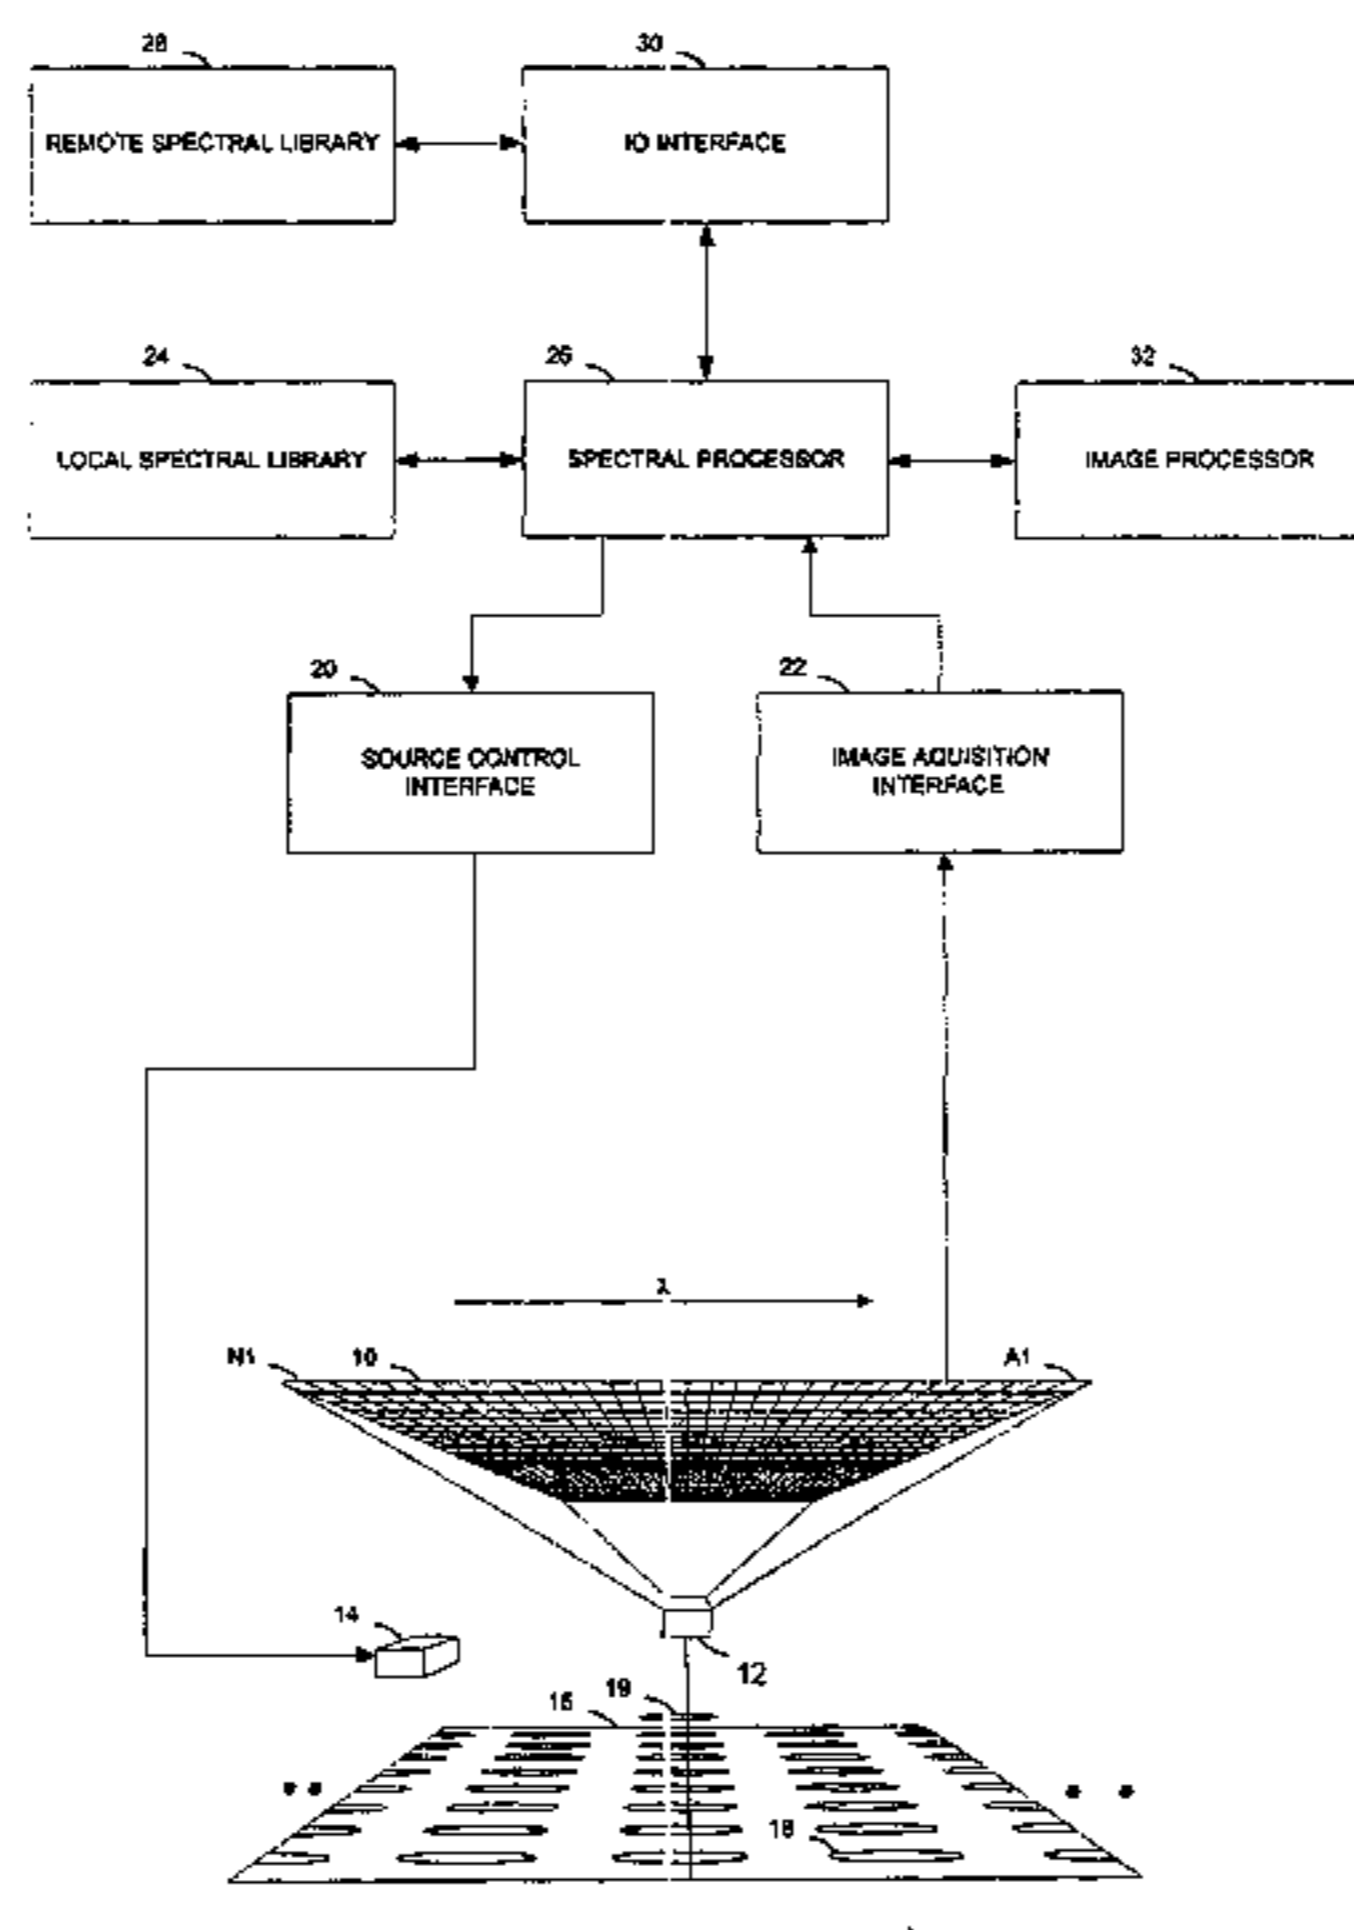 28
30
REMOTE SPECTRAL LIBRARY
IO INTERFACE
24
26
32
LOCAL SPECTRAL LIBRARY
SPECTRAL PROCESSOR
IMAGE PROCESSOR
20
22
SOURCE CONTROL
INTERFACE
IMAGE AQUISITION
INTERFACE
λ
N1
10
A1
14
12
19
16
18